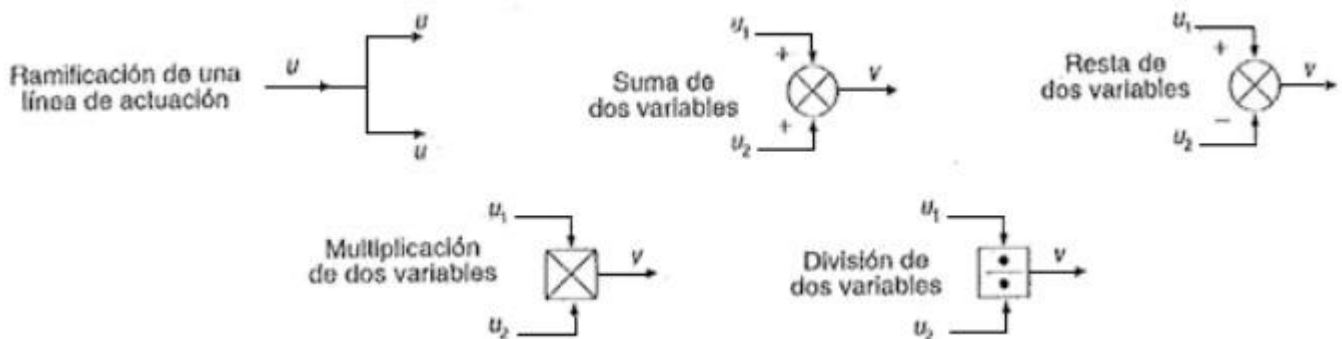 Ramificación de una
línea de actuación
u
u
u
Suma de
dos variables
u₁
+
+
u₂
v
Resta de
dos variables
u₁
+
−
u₂
v
Multiplicación
de dos variables
u₁
u₂
v
División de
dos variables
u₁
u₂
v